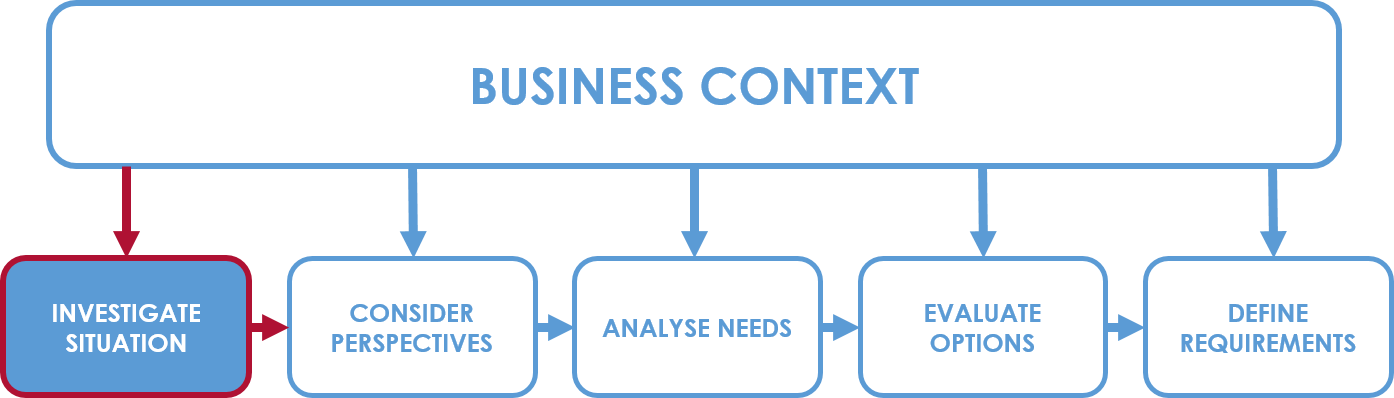 BUSINESS CONTEXT
INVESTIGATE
SITUATION
CONSIDER
PERSPECTIVES
ANALYSE NEEDS
EVALUATE
OPTIONS
DEFINE
REQUIREMENTS